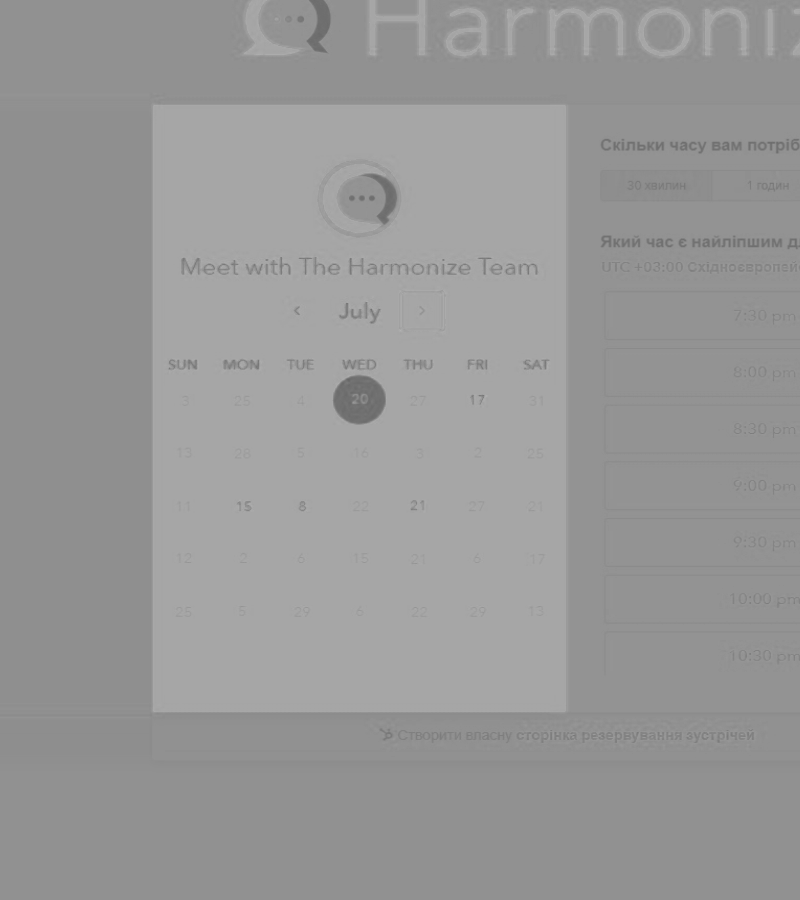 Harmoniz
Meet with The Harmonize Team
‹ July ›
SUN MON TUE WED THU FRI SAT
3 25 4 20 27 17 31
13 28 5 16 3 2 25
11 15 8 22 21 27 21
12 2 6 15 21 6 17
25 5 29 6 22 29 13
Скільки часу вам потріб
30 хвилин 1 годин
Який час є найліпшим д
UTC +03:00 Східноєвропей
7:30 pm
8:00 pm
8:30 pm
9:00 pm
9:30 pm
10:00 pm
10:30 pm
Створити власну сторінка резервування зустрічей